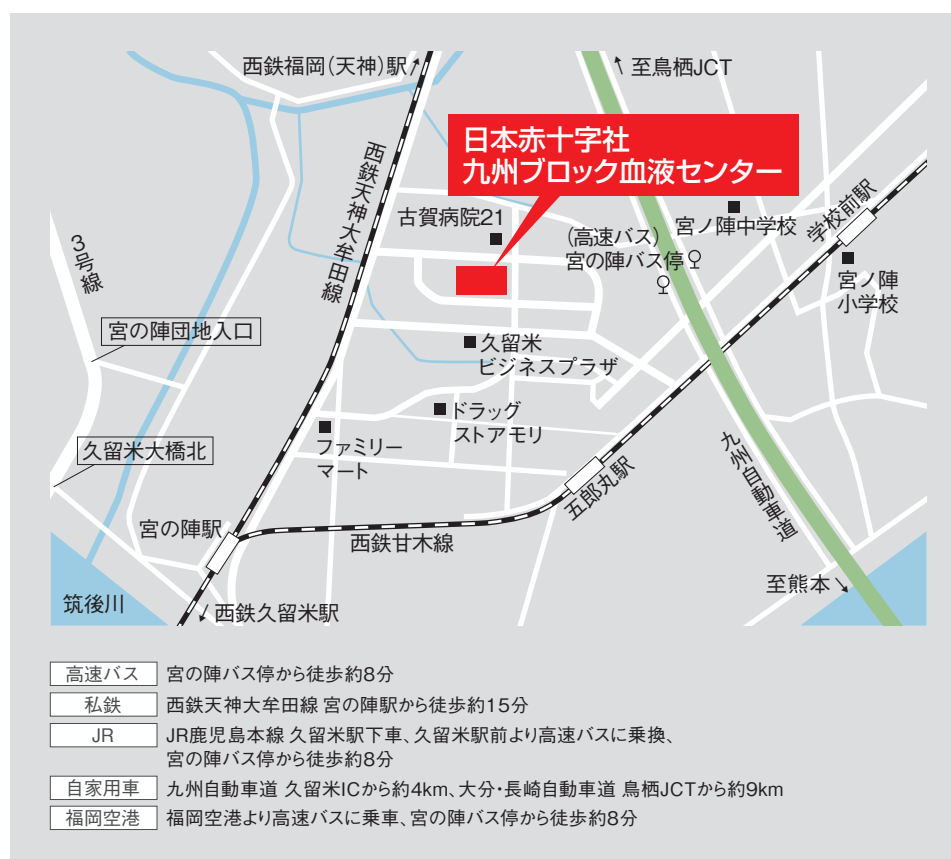 西鉄福岡（天神）駅↗
↖至鳥栖JCT
日本赤十字社
九州ブロック血液センター
西鉄天神大牟田線
古賀病院21
（高速バス）
宮の陣バス停
宮ノ陣中学校
学校前駅
宮ノ陣
小学校
3号線
宮の陣団地入口
久留米
ビジネスプラザ
ドラッグ
ストアモリ
ファミリー
マート
久留米大橋北
五郎丸駅
九州自動車道
宮の陣駅
西鉄甘木線
筑後川
↙西鉄久留米駅
至熊本↘
高速バス 宮の陣バス停から徒歩約8分
私鉄 西鉄天神大牟田線 宮の陣駅から徒歩約15分
JR JR鹿児島本線 久留米駅下車、久留米駅前より高速バスに乗換、
宮の陣バス停から徒歩約8分
自家用車 九州自動車道 久留米ICから約4km、大分・長崎自動車道 鳥栖JCTから約9km
福岡空港 福岡空港より高速バスに乗車、宮の陣バス停から徒歩約8分